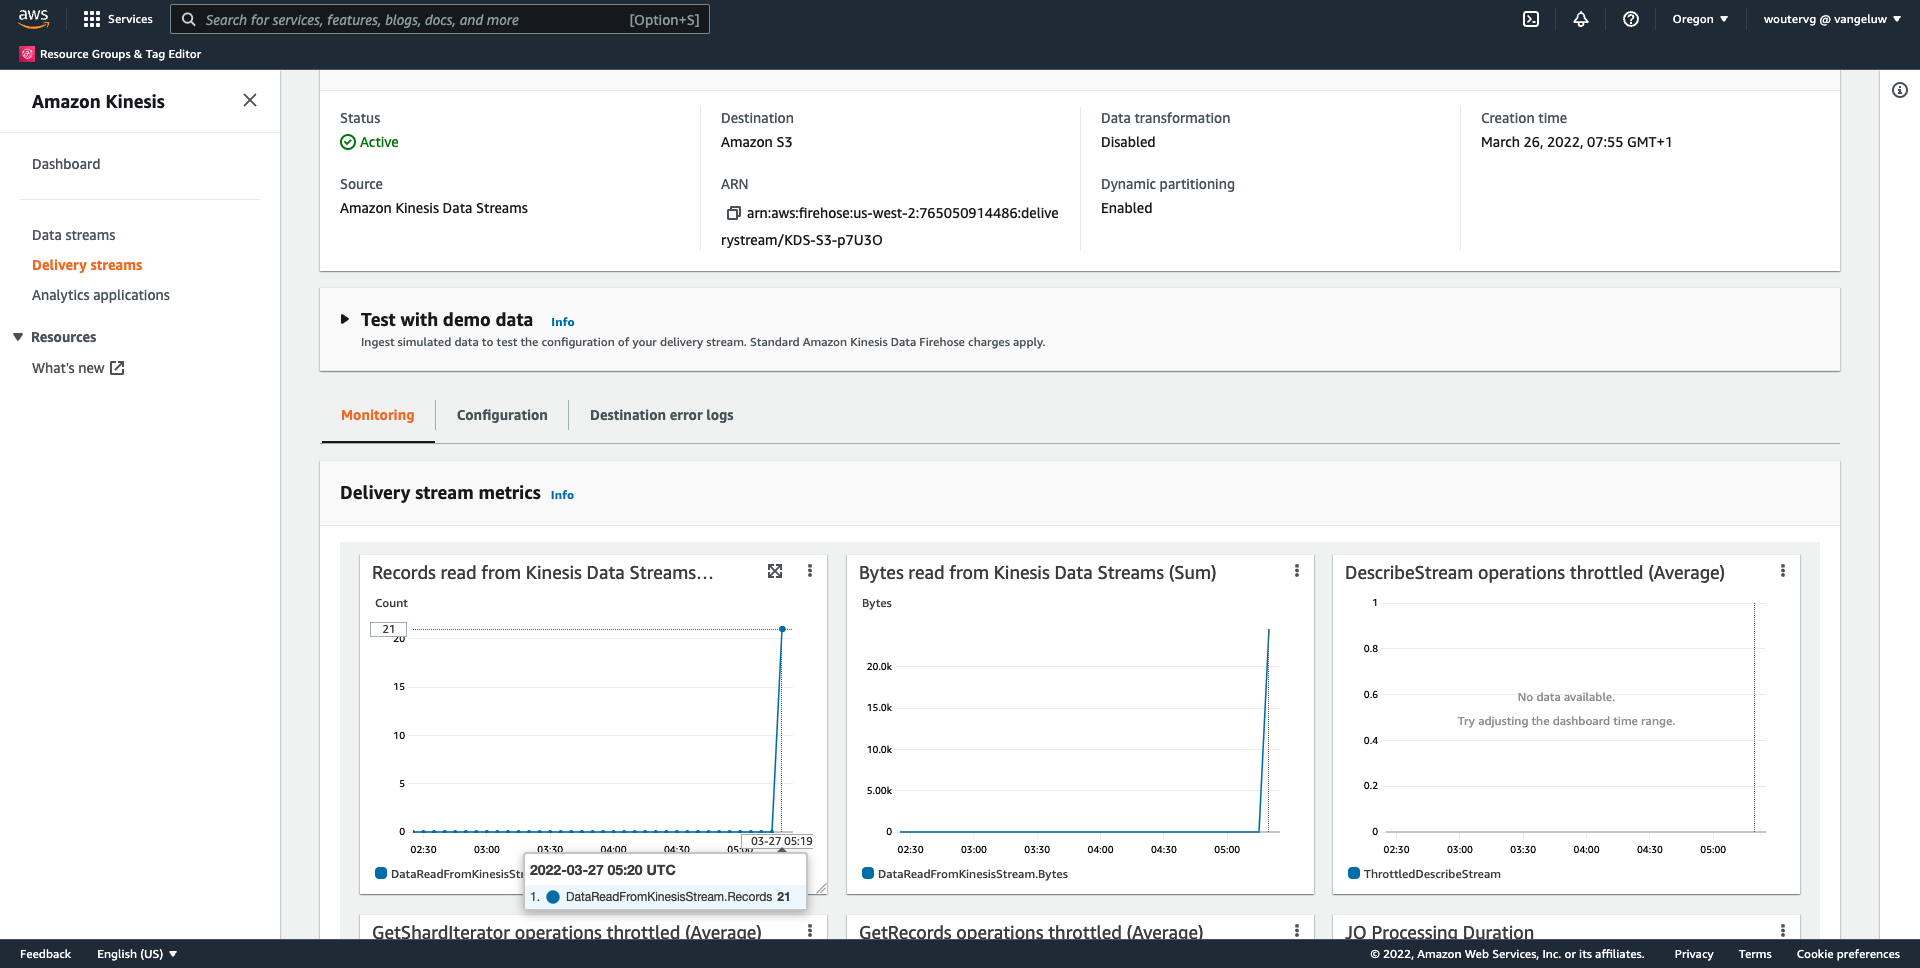 aws
Services
Search for services, features, blogs, docs, and more
[Option+S]
Oregon ▼
woutervg @ vangeluw ▼
Resource Groups & Tag Editor
Amazon Kinesis
Dashboard
Data streams
Delivery streams
Analytics applications
Resources
What's new
Status
Active
Source
Amazon Kinesis Data Streams
Destination
Amazon S3
ARN
arn:aws:firehose:us-west-2:765050914486:delive
rystream/KDS-S3-p7U3O
Data transformation
Disabled
Dynamic partitioning
Enabled
Creation time
March 26, 2022, 07:55 GMT+1
Test with demo data Info
Ingest simulated data to test the configuration of your delivery stream. Standard Amazon Kinesis Data Firehose charges apply.
Monitoring
Configuration
Destination error logs
Delivery stream metrics Info
Records read from Kinesis Data Streams…
Count
21
20
15
10
5
0
02:30 03:00 03:30 04:00 04:30 05:00
03-27 05:19
DataReadFromKinesisStr
2022-03-27 05:20 UTC
1. DataReadFromKinesisStream.Records 21
Bytes read from Kinesis Data Streams (Sum)
Bytes
20.0k
15.0k
10.0k
5.00k
0
02:30 03:00 03:30 04:00 04:30 05:00
DataReadFromKinesisStream.Bytes
DescribeStream operations throttled (Average)
1
0.8
0.6
0.4
0.2
0
No data available.
Try adjusting the dashboard time range.
02:30 03:00 03:30 04:00 04:30 05:00
ThrottledDescribeStream
GetShardIterator operations throttled (Average)
GetRecords operations throttled (Average)
JQ Processing Duration
Feedback
English (US) ▼
© 2022, Amazon Web Services, Inc. or its affiliates.
Privacy
Terms
Cookie preferences